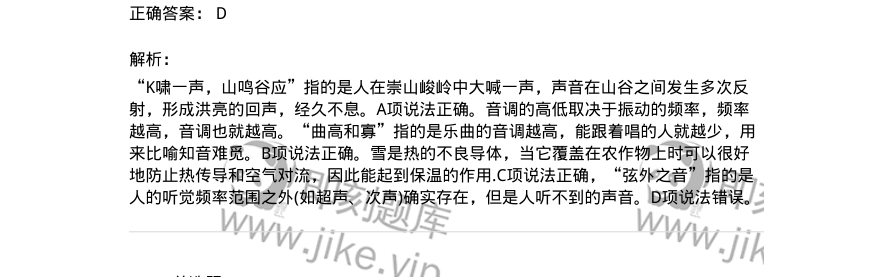 正确答案： D
解析：
“K啸一声，山鸣谷应”指的是人在崇山峻岭中大喊一声，声音在山谷之间发生多次反
射，形成洪亮的回声，经久不息。A项说法正确。音调的高低取决于振动的频率，频率
越高，音调也就越高。“曲高和寡”指的是乐曲的音调越高，能跟着唱的人就越少，用
来比喻知音难觅。B项说法正确。雪是热的不良导体，当它覆盖在农作物上时可以很好
地防止热传导和空气对流，因此能起到保温的作用.C项说法正确，“弦外之音”指的是
人的听觉频率范围之外(如超声、次声)确实存在，但是人听不到的声音。D项说法错误。
即刻题库
www.jike.vip
www.jike.